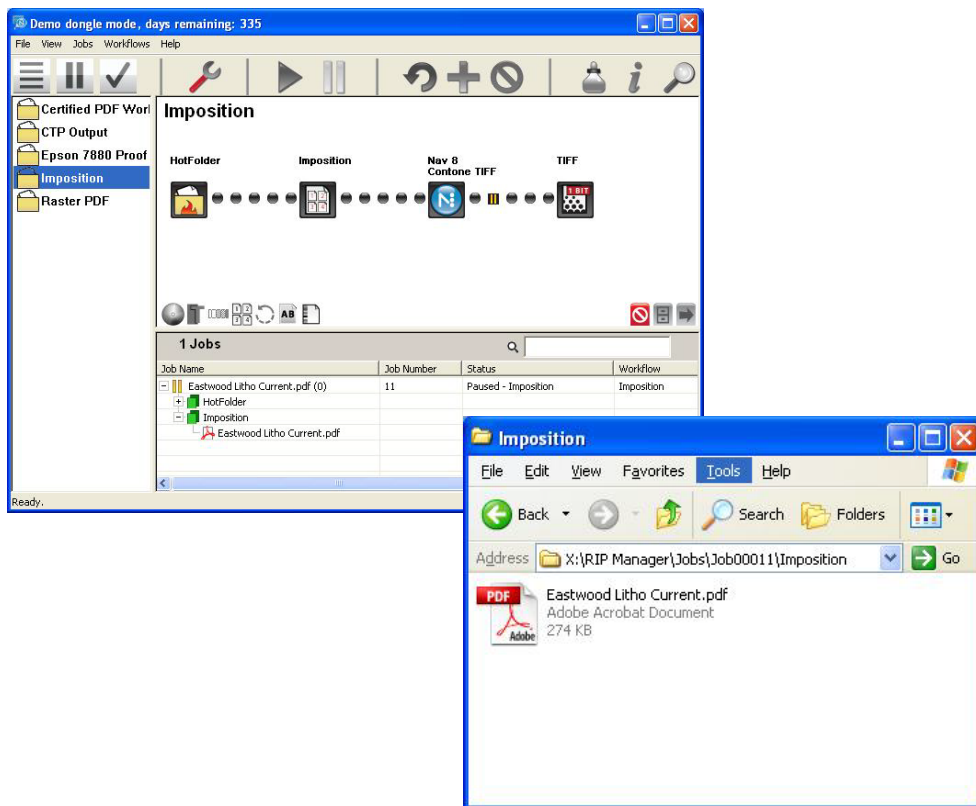 Demo dongle mode, days remaining: 335
File View Jobs Workflows Help
Certified PDF Worl
CTP Output
Epson 7880 Proof
Imposition
Raster PDF
Imposition
HotFolder Imposition Nav 8 TIFF
Contone TIFF
1 BIT
AB
1 Jobs
Job Name Job Number Status Workflow
Eastwood Litho Current.pdf (0) 11 Paused - Imposition Imposition
HotFolder
Imposition
Eastwood Litho Current.pdf
Ready.
Imposition
File Edit View Favorites Tools Help
Back Search Folders
Address X:\RIP Manager\Jobs\Job00011\Imposition Go
PDF
Adobe
Eastwood Litho Current.pdf
Adobe Acrobat Document
274 KB